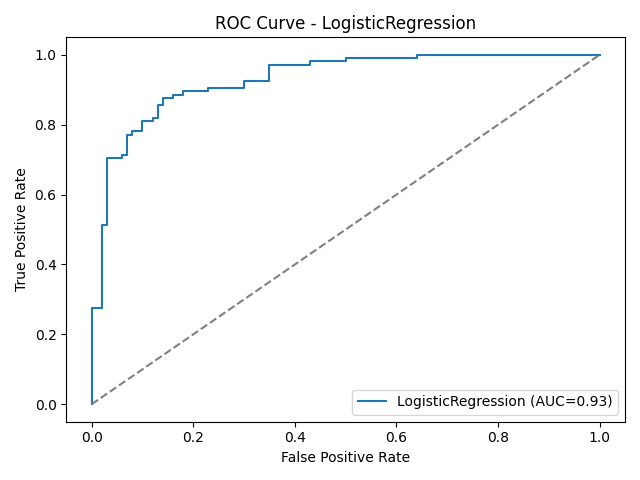 ROC Curve - LogisticRegression
1.0
0.8
0.6
0.4
0.2
0.0
True Positive Rate
LogisticRegression (AUC=0.93)
0.0 0.2 0.4 0.6 0.8 1.0
False Positive Rate